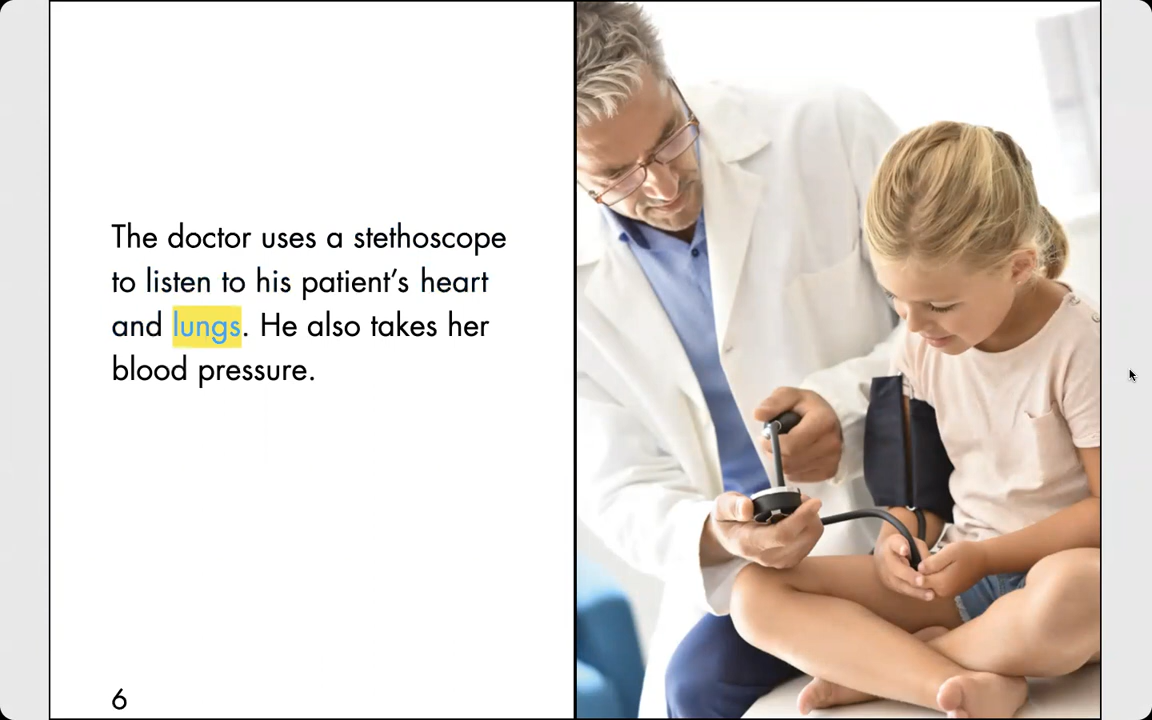 The doctor uses a stethoscope
to listen to his patient’s heart
and lungs. He also takes her
blood pressure.
6